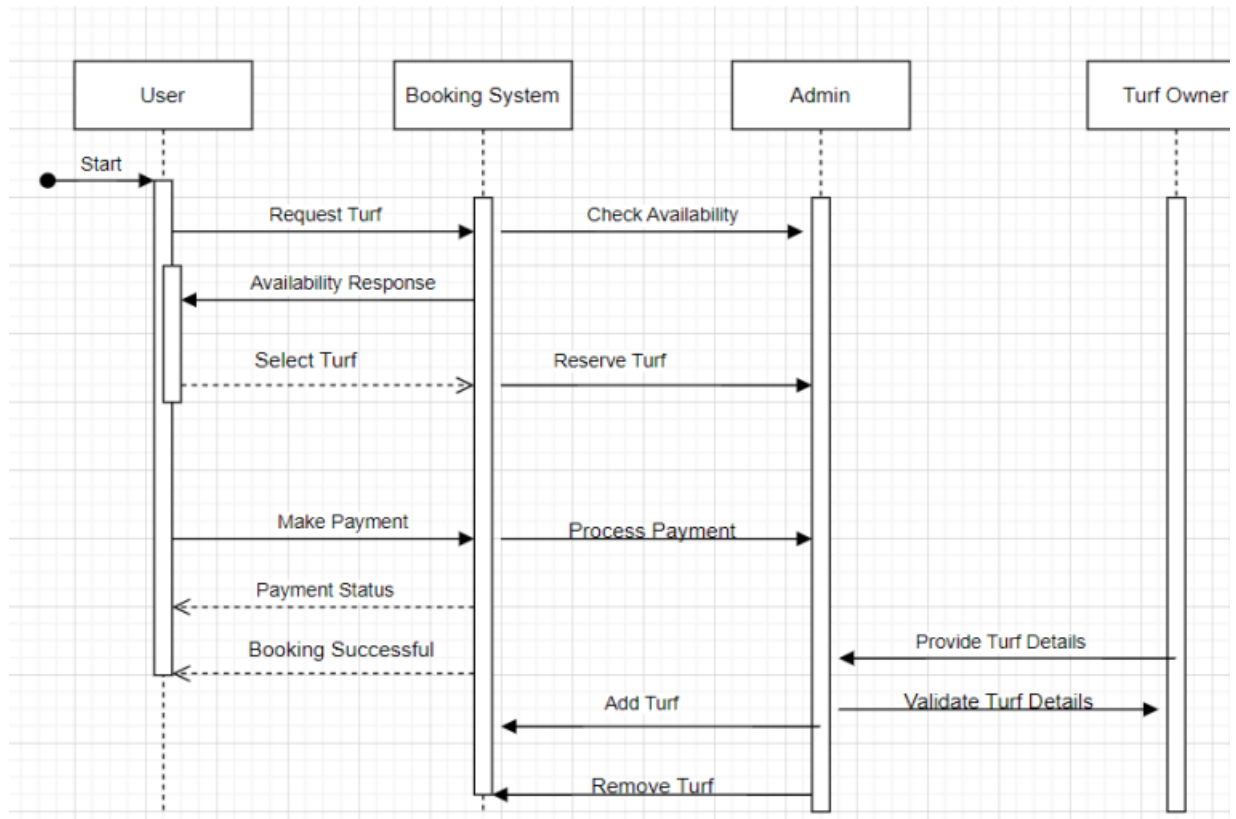 User
Booking System
Admin
Turf Owner
Start
Request Turf
Check Availability
Availability Response
Select Turf
Reserve Turf
Make Payment
Process Payment
Payment Status
Booking Successful
Provide Turf Details
Add Turf
Validate Turf Details
Remove Turf